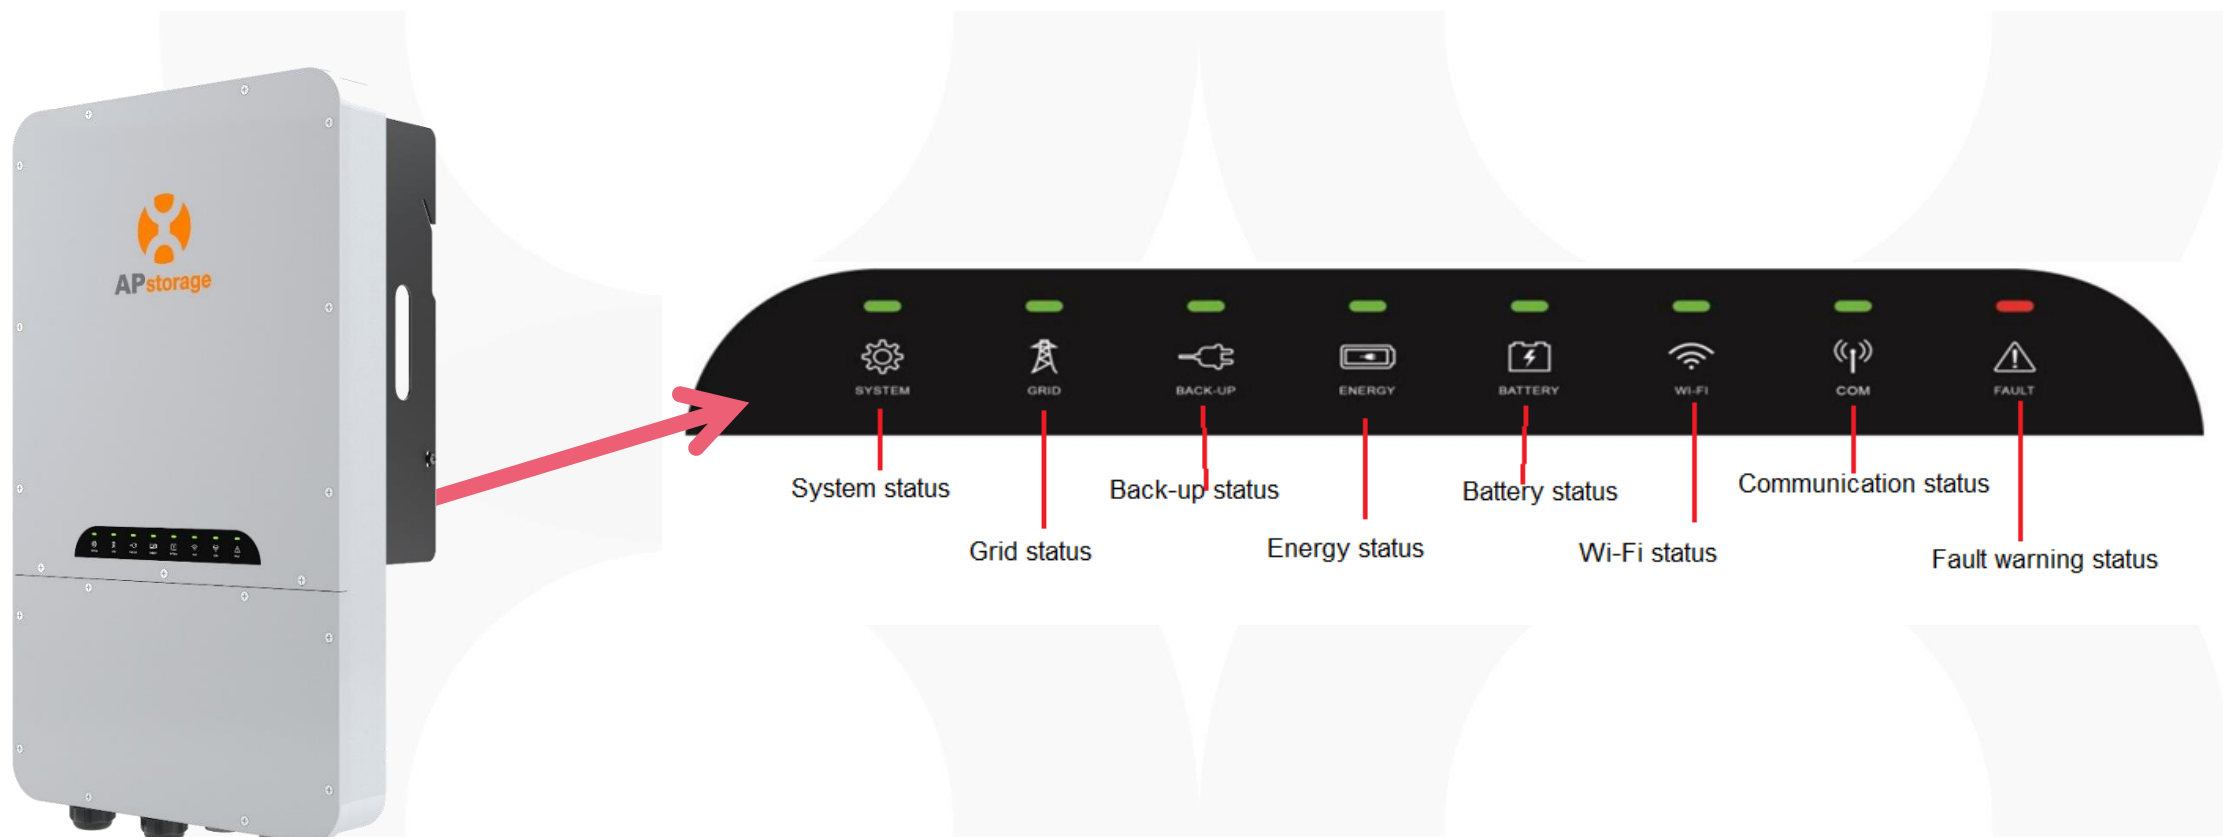 APstorage
SYSTEM
GRID
BACK-UP
ENERGY
BATTERY
WI-FI
COM
FAULT
System status
Grid status
Back-up status
Energy status
Battery status
Wi-Fi status
Communication status
Fault warning status